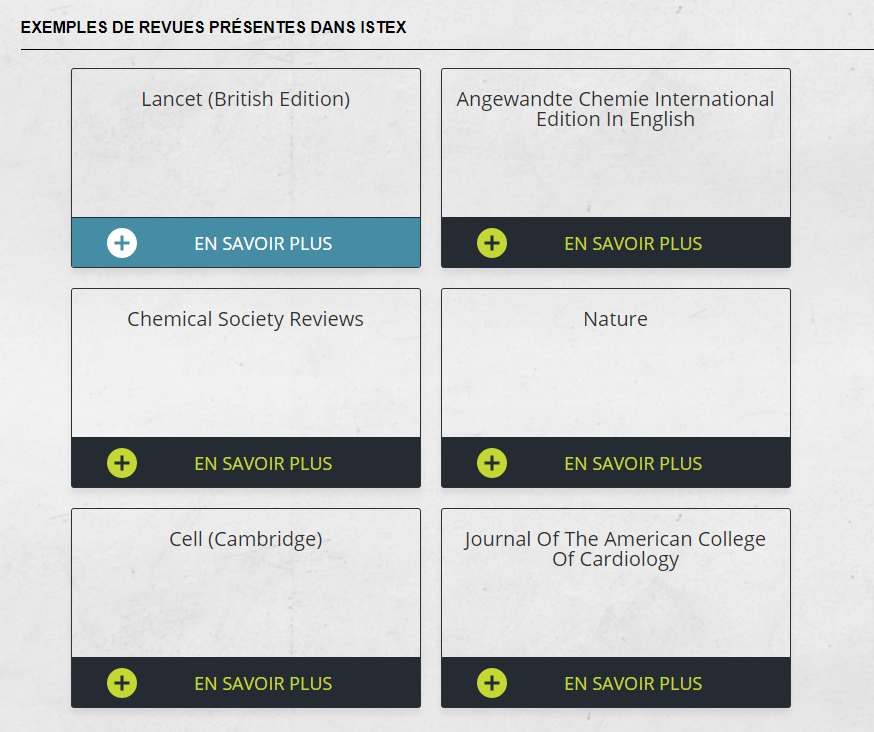 EXEMPLES DE REVUES PRÉSENTES DANS ISTEX
Lancet (British Edition)
EN SAVOIR PLUS
Angewandte Chemie International
Edition In English
EN SAVOIR PLUS
Chemical Society Reviews
EN SAVOIR PLUS
Nature
EN SAVOIR PLUS
Cell (Cambridge)
EN SAVOIR PLUS
Journal Of The American College
Of Cardiology
EN SAVOIR PLUS